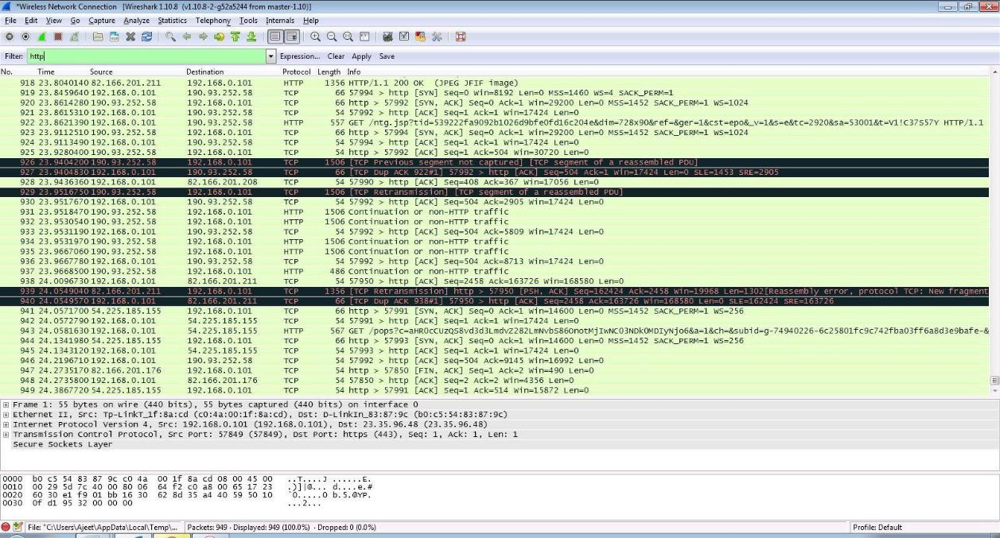 *Wireless Network Connection [Wireshark 1.10.8 (v1.10.8-2-g52a5244 from master-1.10)]
File Edit View Go Capture Analyze Statistics Telephony Tools Internals Help
Filter: http Expression... Clear Apply Save
No. Time Source Destination Protocol Length Info
918 23.8040140 82.166.201.211 192.168.0.101 HTTP 1356 HTTP/1.1 200 OK (JPEG JFIF image)
919 23.8459640 192.168.0.101 190.93.252.58 TCP 66 57994 > http [SYN] Seq=0 Win=8192 Len=0 MSS=1460 WS=4 SACK_PERM=1
920 23.8614280 190.93.252.58 192.168.0.101 TCP 66 http > 57992 [SYN, ACK] Seq=0 Ack=1 Win=29200 Len=0 MSS=1452 SACK_PERM=1 WS=1024
921 23.8615310 192.168.0.101 190.93.252.58 TCP 54 57992 > http [ACK] Seq=1 Ack=1 Win=17424 Len=0
922 23.8621390 192.168.0.101 190.93.252.58 HTTP 557 GET /ntg.jsp?tid=539222fa9092b1026d9bfe0fd16c204e&dim=728x90&ref=&ger=1&cst=epo&_v=1&s=e&tc=2920&sa=53001&t=V1!C37S57Y HTTP/1.1
923 23.9112510 190.93.252.58 192.168.0.101 TCP 66 http > 57994 [SYN, ACK] Seq=0 Ack=1 Win=29200 Len=0 MSS=1452 SACK_PERM=1 WS=1024
924 23.9113490 192.168.0.101 190.93.252.58 TCP 54 57994 > http [ACK] Seq=1 Ack=1 Win=17424 Len=0
925 23.9280400 190.93.252.58 192.168.0.101 TCP 54 http > 57992 [ACK] Seq=1 Ack=504 Win=30720 Len=0
926 23.9404200 190.93.252.58 192.168.0.101 TCP 1506 [TCP Previous segment not captured] [TCP segment of a reassembled PDU]
927 23.9404830 192.168.0.101 190.93.252.58 TCP 66 [TCP Dup ACK 922#1] 57992 > http [ACK] Seq=504 Ack=1 Win=17424 Len=0 SLE=1453 SRE=2905
928 23.9436360 192.168.0.101 82.166.201.208 TCP 54 57990 > http [ACK] Seq=408 Ack=367 Win=17056 Len=0
929 23.9516750 190.93.252.58 192.168.0.101 TCP 1506 [TCP Retransmission] [TCP segment of a reassembled PDU]
930 23.9517670 192.168.0.101 190.93.252.58 TCP 54 57992 > http [ACK] Seq=504 Ack=2905 Win=17424 Len=0
931 23.9518470 190.93.252.58 192.168.0.101 HTTP 1506 Continuation or non-HTTP traffic
932 23.9530540 190.93.252.58 192.168.0.101 HTTP 1506 Continuation or non-HTTP traffic
933 23.9531190 192.168.0.101 190.93.252.58 TCP 54 57992 > http [ACK] Seq=504 Ack=5809 Win=17424 Len=0
934 23.9531970 190.93.252.58 192.168.0.101 HTTP 1506 Continuation or non-HTTP traffic
935 23.9667060 190.93.252.58 192.168.0.101 HTTP 1506 Continuation or non-HTTP traffic
936 23.9667780 192.168.0.101 190.93.252.58 TCP 54 57992 > http [ACK] Seq=504 Ack=8713 Win=17424 Len=0
937 23.9668500 190.93.252.58 192.168.0.101 HTTP 486 Continuation or non-HTTP traffic
938 24.0096730 192.168.0.101 82.166.201.211 TCP 54 57950 > http [ACK] Seq=2458 Ack=163726 Win=168580 Len=0
939 24.0549040 82.166.201.211 192.168.0.101 TCP 1356 [TCP Retransmission] http > 57950 [PSH, ACK] Seq=162424 Ack=2458 Win=19968 Len=1302[Reassembly error, protocol TCP: New fragment
940 24.0549570 192.168.0.101 82.166.201.211 TCP 66 [TCP Dup ACK 938#1] 57950 > http [ACK] Seq=2458 Ack=163726 Win=168580 Len=0 SLE=162424 SRE=163726
941 24.0571700 54.225.185.155 192.168.0.101 TCP 66 http > 57991 [SYN, ACK] Seq=0 Ack=1 Win=14600 Len=0 MSS=1452 SACK_PERM=1 WS=256
942 24.0572790 192.168.0.101 54.225.185.155 TCP 54 57991 > http [ACK] Seq=1 Ack=1 Win=17424 Len=0
943 24.0581630 192.168.0.101 54.225.185.155 HTTP 567 GET /pops?c=aHR0cCUzQS8vd3d3LmdvZ282LmNvbS86OnotMjIwNC03NDkOMDIyNjo6&a=1&ch=&subid=g-74940226-6c25801fc9c742fba03ff6a8d3e9bafe-&
944 24.1341980 54.225.185.155 192.168.0.101 TCP 66 http > 57993 [SYN, ACK] Seq=0 Ack=1 Win=14600 Len=0 MSS=1452 SACK_PERM=1 WS=256
945 24.1343120 192.168.0.101 54.225.185.155 TCP 54 57993 > http [ACK] Seq=1 Ack=1 Win=17424 Len=0
946 24.2196710 192.168.0.101 190.93.252.58 TCP 54 57992 > http [ACK] Seq=504 Ack=9145 Win=16992 Len=0
947 24.2735170 82.166.201.176 192.168.0.101 TCP 54 http > 57850 [FIN, ACK] Seq=1 Ack=2 Win=490 Len=0
948 24.2735800 192.168.0.101 82.166.201.176 TCP 54 57850 > http [ACK] Seq=2 Ack=2 Win=4356 Len=0
949 24.3867720 54.225.185.155 192.168.0.101 TCP 54 http > 57991 [ACK] Seq=1 Ack=514 Win=15872 Len=0
Frame 1: 55 bytes on wire (440 bits), 55 bytes captured (440 bits) on interface 0
Ethernet II, Src: Tp-LinkT_1f:8a:cd (c0:4a:00:1f:8a:cd), Dst: D-LinkIn_83:87:9c (b0:c5:54:83:87:9c)
Internet Protocol Version 4, Src: 192.168.0.101 (192.168.0.101), Dst: 23.35.96.48 (23.35.96.48)
Transmission Control Protocol, Src Port: 57849 (57849), Dst Port: https (443), Seq: 1, Ack: 1, Len: 1
Secure Sockets Layer
0000 b0 c5 54 83 87 9c c0 4a 00 1f 8a cd 08 00 45 00 ..T....J ......E.
0010 00 29 5d 7c 40 00 80 06 64 f2 c0 a8 00 65 17 23 .)]|@... d....e.#
0020 60 30 e1 f9 01 bb 16 30 62 8d 35 a4 40 59 50 10 `0.....0 b.5.@YP.
0030 0f d1 95 32 00 00 00 ...2...
File: "C:\Users\Ajeet\AppData\Local\Temp\... Packets: 949 · Displayed: 949 (100.0%) · Dropped: 0 (0.0%) Profile: Default